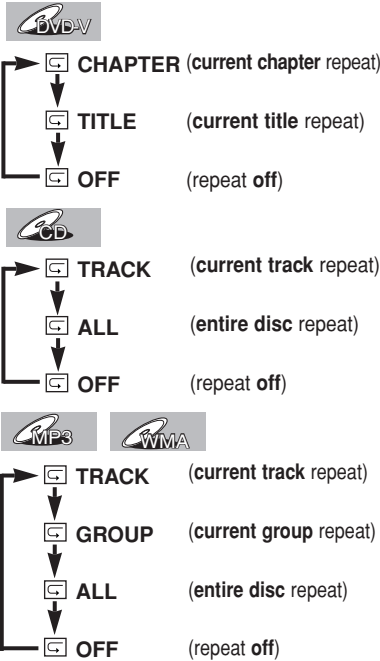 DVD-V
CHAPTER (current chapter repeat)
TITLE (current title repeat)
OFF (repeat off)
CD
TRACK (current track repeat)
ALL (entire disc repeat)
OFF (repeat off)
MP3 WMA
TRACK (current track repeat)
GROUP (current group repeat)
ALL (entire disc repeat)
OFF (repeat off)